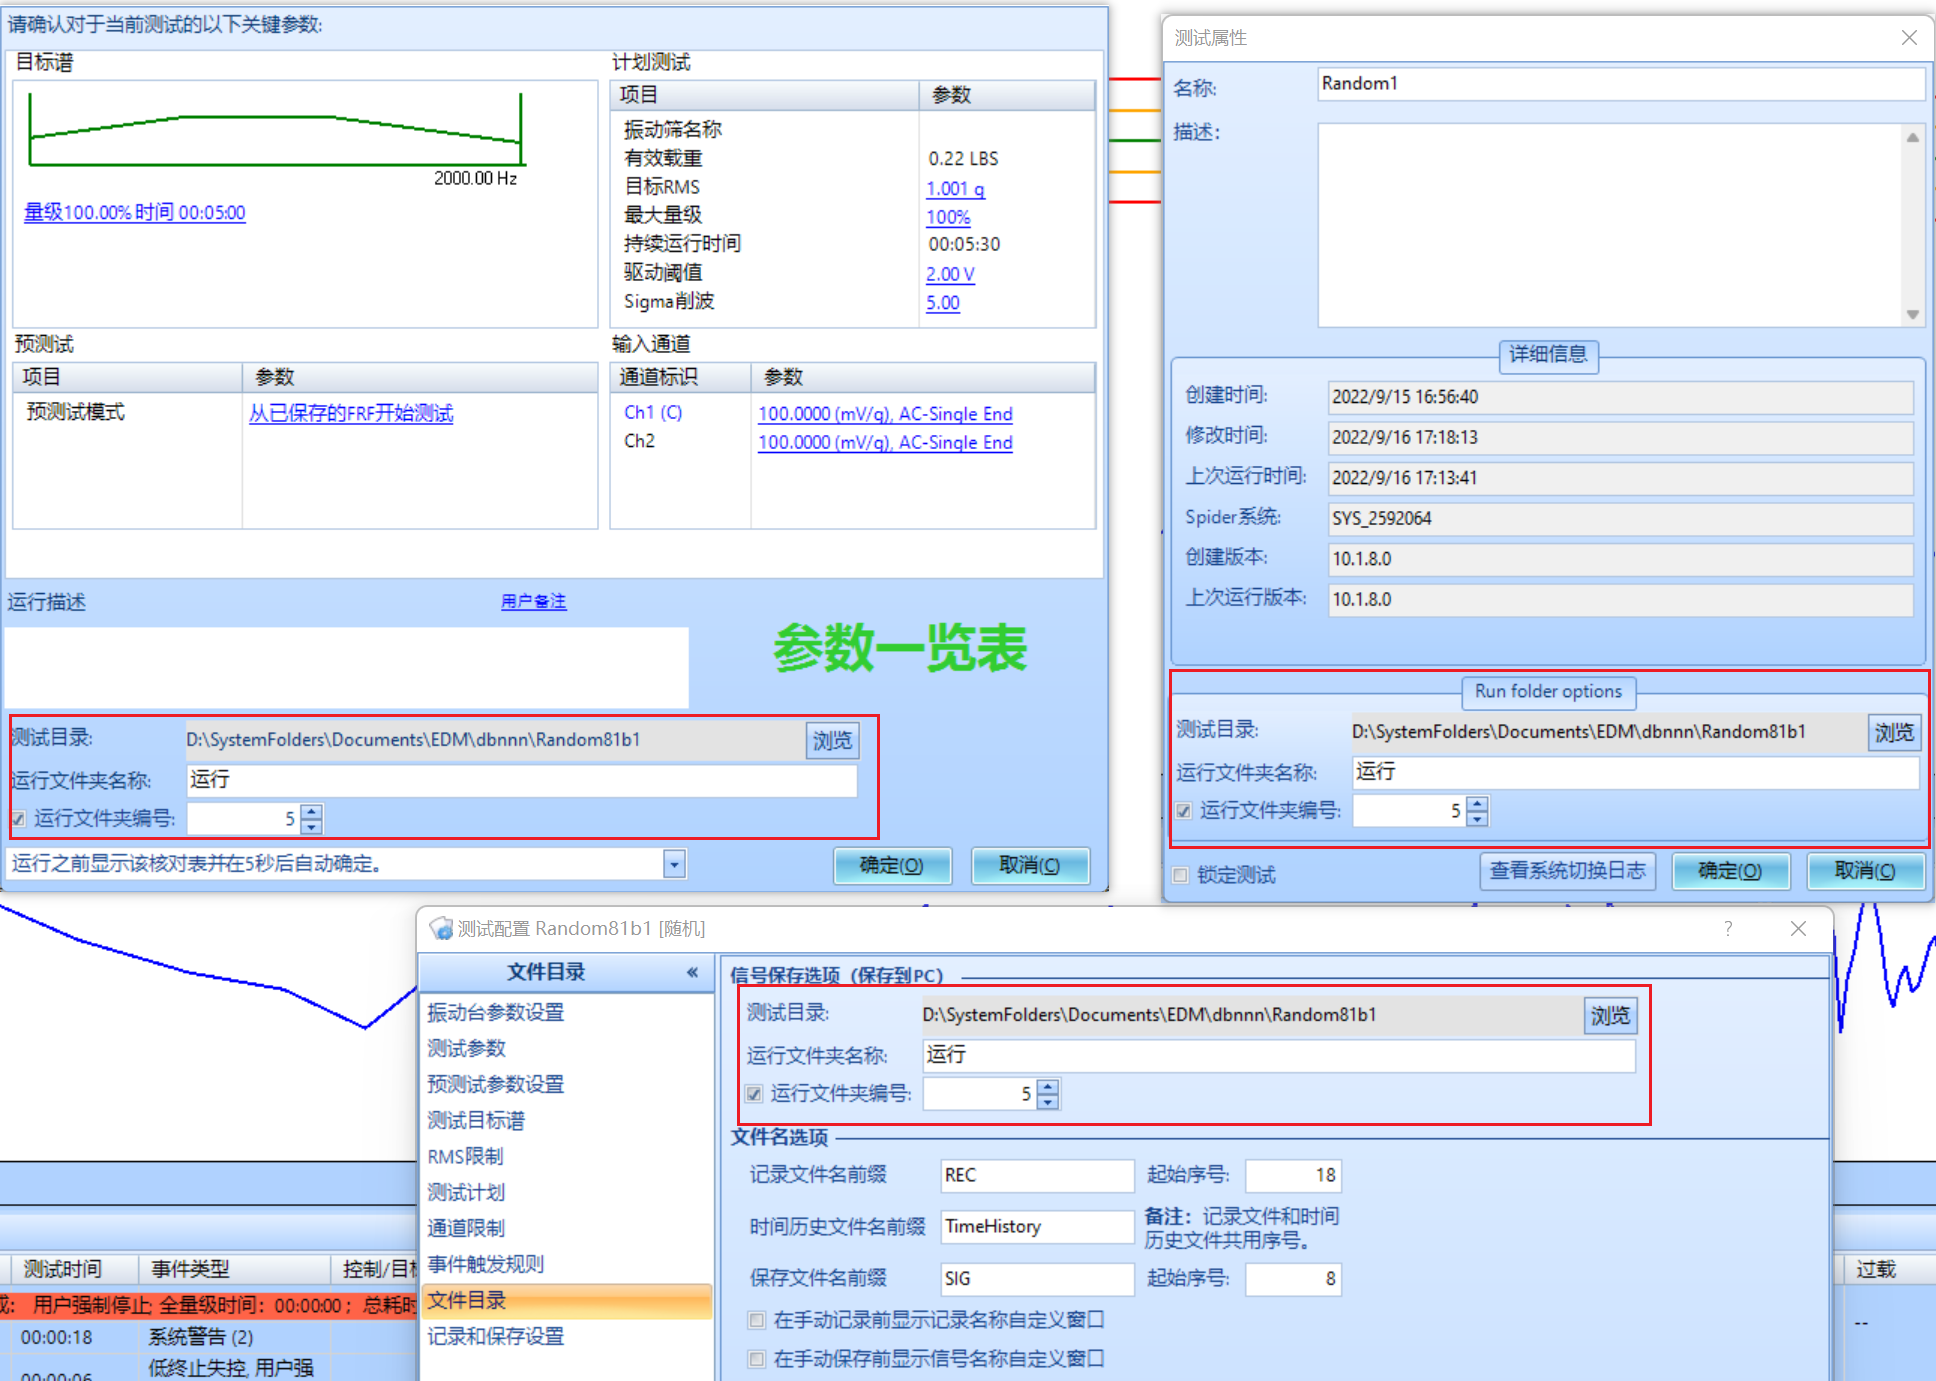 请确认对于当前测试的以下关键参数:
目标谱
2000.00 Hz
量级100.00% 时间 00:05:00
计划测试
项目 参数
振动筛名称
有效载重 0.22 LBS
目标RMS 1.001 g
最大量级 100%
持续运行时间 00:05:30
驱动阈值 2.00 V
Sigma削波 5.00
预测试
项目 参数
预测试模式 从已保存的FRF开始测试
输入通道
通道标识 参数
Ch1 (C) 100.0000 (mV/g), AC-Single End
Ch2 100.0000 (mV/g), AC-Single End
运行描述 用户备注
参数一览表
测试目录: D:\SystemFolders\Documents\EDM\dbnnn\Random81b1 浏览
运行文件夹名称: 运行
运行文件夹编号: 5
运行之前显示该核对表并在5秒后自动确定。 确定(O) 取消(C)
测试属性
名称: Random1
描述:
详细信息
创建时间: 2022/9/15 16:56:40
修改时间: 2022/9/16 17:18:13
上次运行时间: 2022/9/16 17:13:41
Spider系统: SYS_2592064
创建版本: 10.1.8.0
上次运行版本: 10.1.8.0
Run folder options
测试目录: D:\SystemFolders\Documents\EDM\dbnnn\Random81b1 浏览
运行文件夹名称: 运行
运行文件夹编号: 5
锁定测试 查看系统切换日志 确定(O) 取消(C)
测试配置 Random81b1 [随机] ?
文件目录 «
振动台参数设置
测试参数
预测试参数设置
测试目标谱
RMS限制
测试计划
通道限制
事件触发规则
文件目录
记录和保存设置
信号保存选项（保存到PC）
测试目录: D:\SystemFolders\Documents\EDM\dbnnn\Random81b1 浏览
运行文件夹名称: 运行
运行文件夹编号: 5
文件名选项
记录文件名前缀 REC 起始序号: 18
时间历史文件名前缀 TimeHistory 备注：记录文件和时间
历史文件共用序号。
保存文件名前缀 SIG 起始序号: 8
在手动记录前显示记录名称自定义窗口
在手动保存前显示信号名称自定义窗口
测试时间 事件类型 控制/目
用户强制停止; 全量级时间：00:00:00； 总耗时
00:00:18 系统警告 (2)
低终止失控, 用户强
00:00:06
过载
--